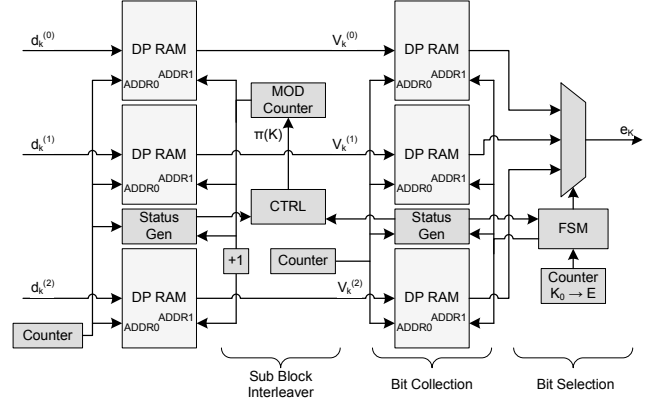 d_k^(0)
DP RAM
ADDR0
ADDR1
V_k^(0)
DP RAM
ADDR0
ADDR1
MOD
Counter
d_k^(1)
DP RAM
ADDR0
ADDR1
π(K)
V_k^(1)
DP RAM
ADDR0
ADDR1
e_K
Status
Gen
CTRL
Status
Gen
FSM
+1
Counter
Counter
K₀ → E
d_k^(2)
DP RAM
ADDR0
ADDR1
V_k^(2)
DP RAM
ADDR0
ADDR1
Counter
Sub Block
Interleaver
Bit Collection
Bit Selection